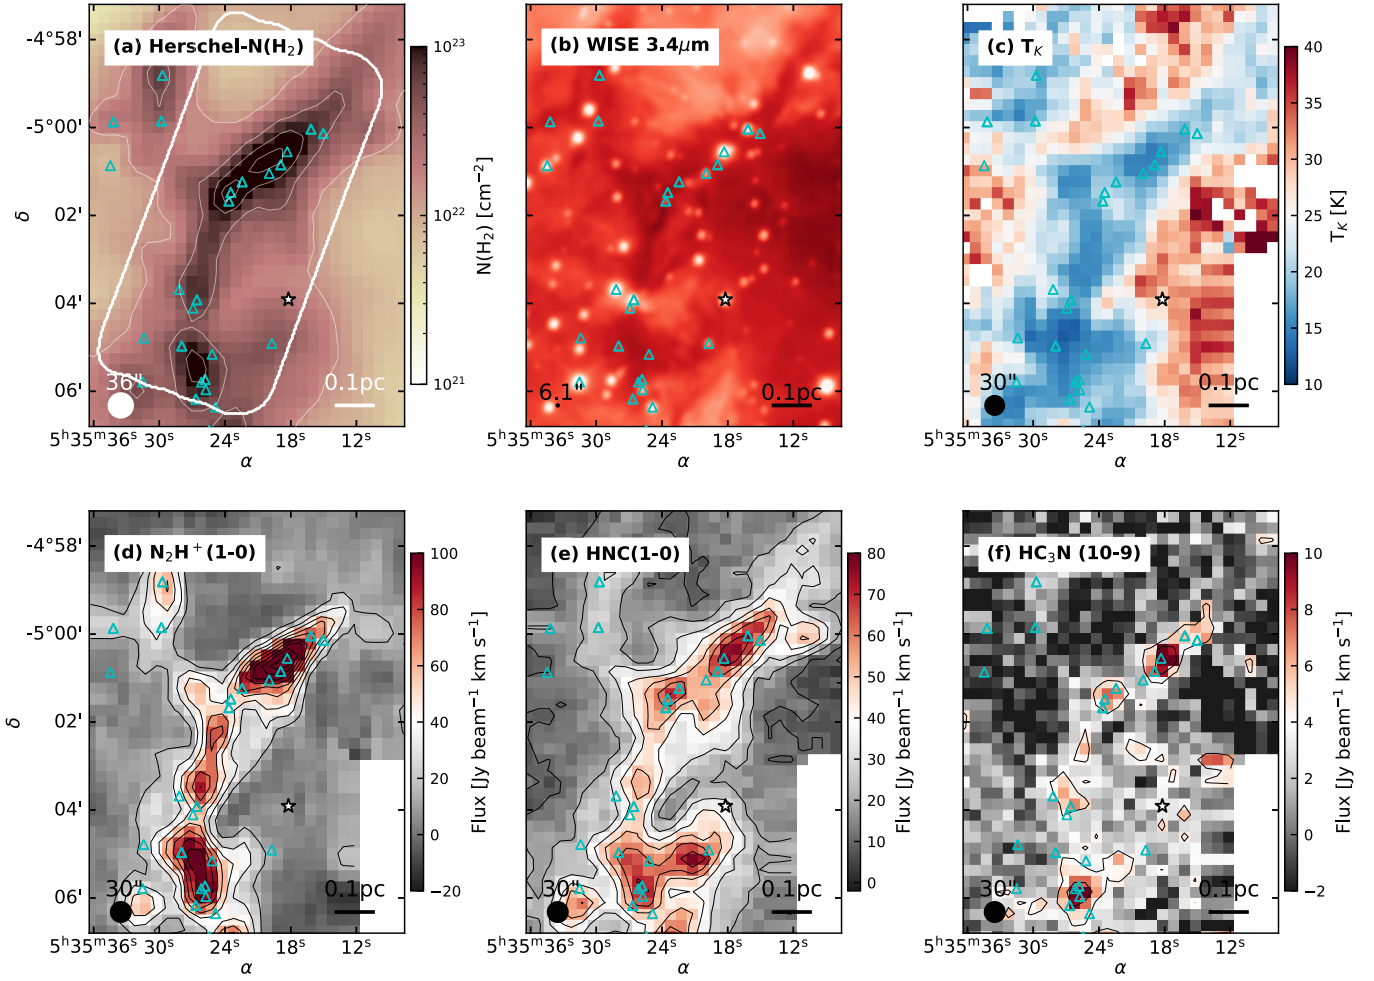 (a) Herschel-N(H₂)
-4°58'
-5°00'
02'
04'
06'
δ
36"
0.1pc
5ʰ35ᵐ36ˢ 30ˢ 24ˢ 18ˢ 12ˢ
α
10²³
10²²
10²¹
N(H₂) [cm⁻²]
(b) WISE 3.4μm
6.1"
0.1pc
5ʰ35ᵐ36ˢ 30ˢ 24ˢ 18ˢ 12ˢ
α
(c) T_K
30"
0.1pc
5ʰ35ᵐ36ˢ 30ˢ 24ˢ 18ˢ 12ˢ
α
40
35
30
25
20
15
10
T_K [K]
(d) N₂H⁺(1-0)
-4°58'
-5°00'
02'
04'
06'
δ
30"
0.1pc
5ʰ35ᵐ36ˢ 30ˢ 24ˢ 18ˢ 12ˢ
α
100
80
60
40
20
0
−20
Flux [Jy beam⁻¹ km s⁻¹]
(e) HNC(1-0)
30"
0.1pc
5ʰ35ᵐ36ˢ 30ˢ 24ˢ 18ˢ 12ˢ
α
80
70
60
50
40
30
20
10
0
Flux [Jy beam⁻¹ km s⁻¹]
(f) HC₃N (10-9)
30"
0.1pc
5ʰ35ᵐ36ˢ 30ˢ 24ˢ 18ˢ 12ˢ
α
10
8
6
4
2
0
−2
Flux [Jy beam⁻¹ km s⁻¹]